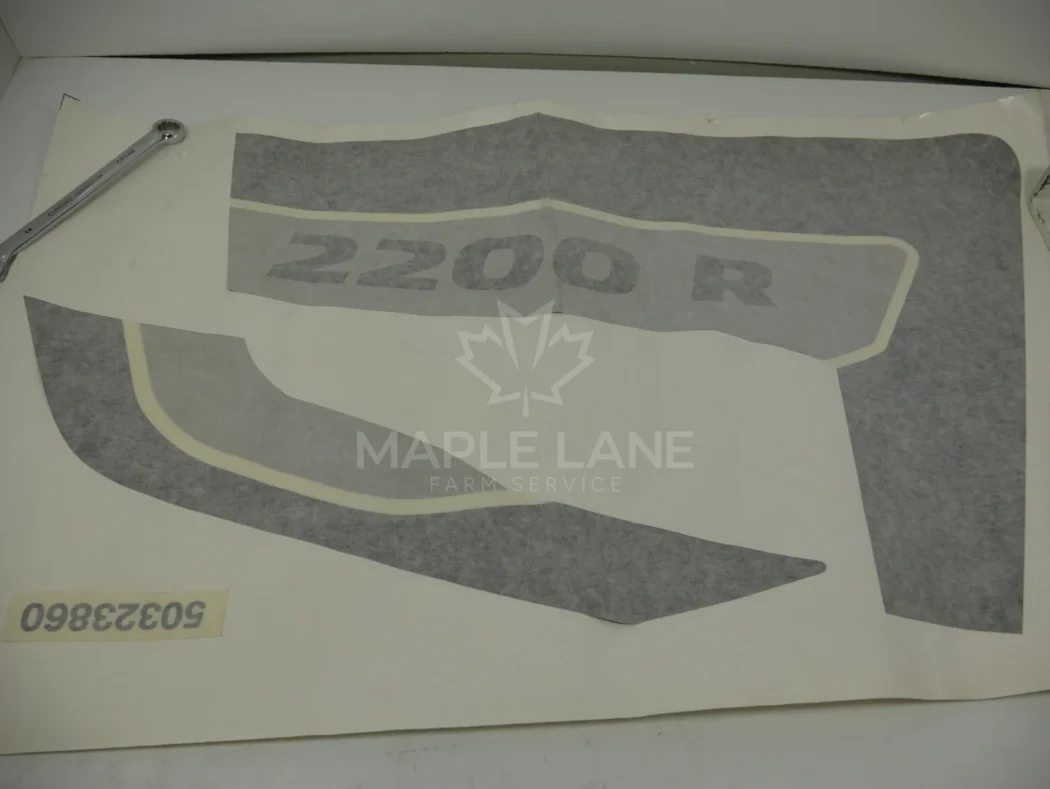 2200 R
MAPLE LANE
FARM SERVICE
50323860